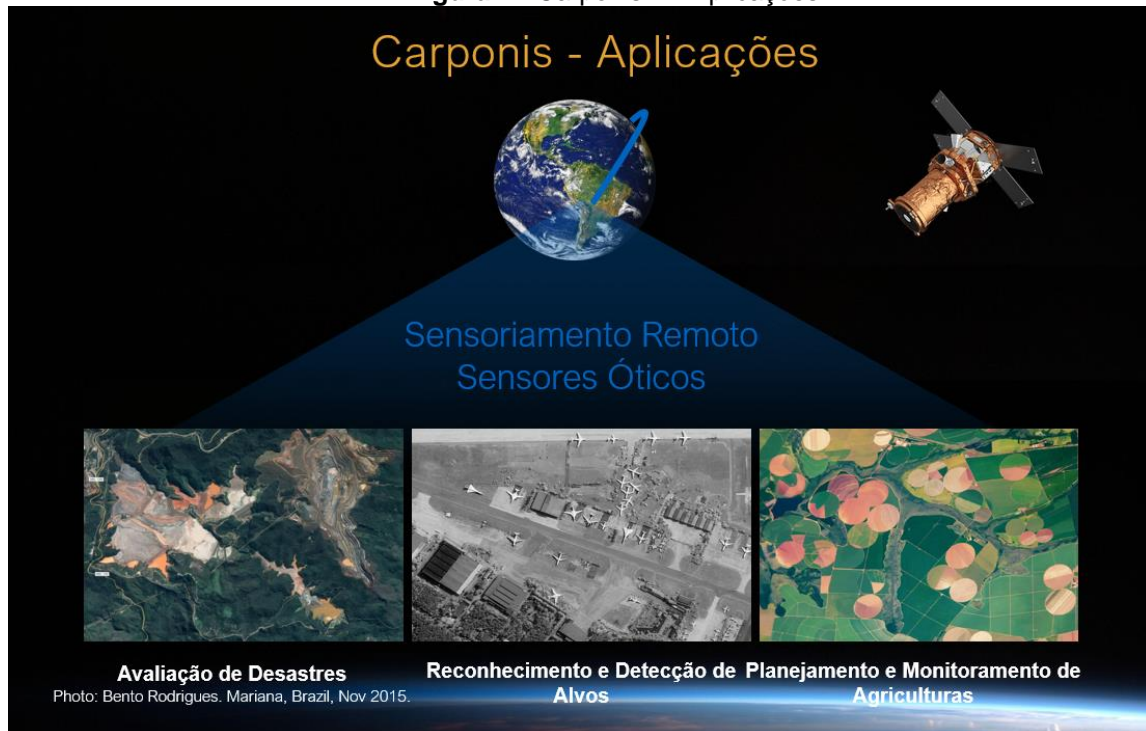 Carponis - Aplicações
Sensoriamento Remoto
Sensores Óticos
Avaliação de Desastres
Photo: Bento Rodrigues. Mariana, Brazil, Nov 2015.
Reconhecimento e Detecção de
Alvos
Planejamento e Monitoramento de
Agriculturas